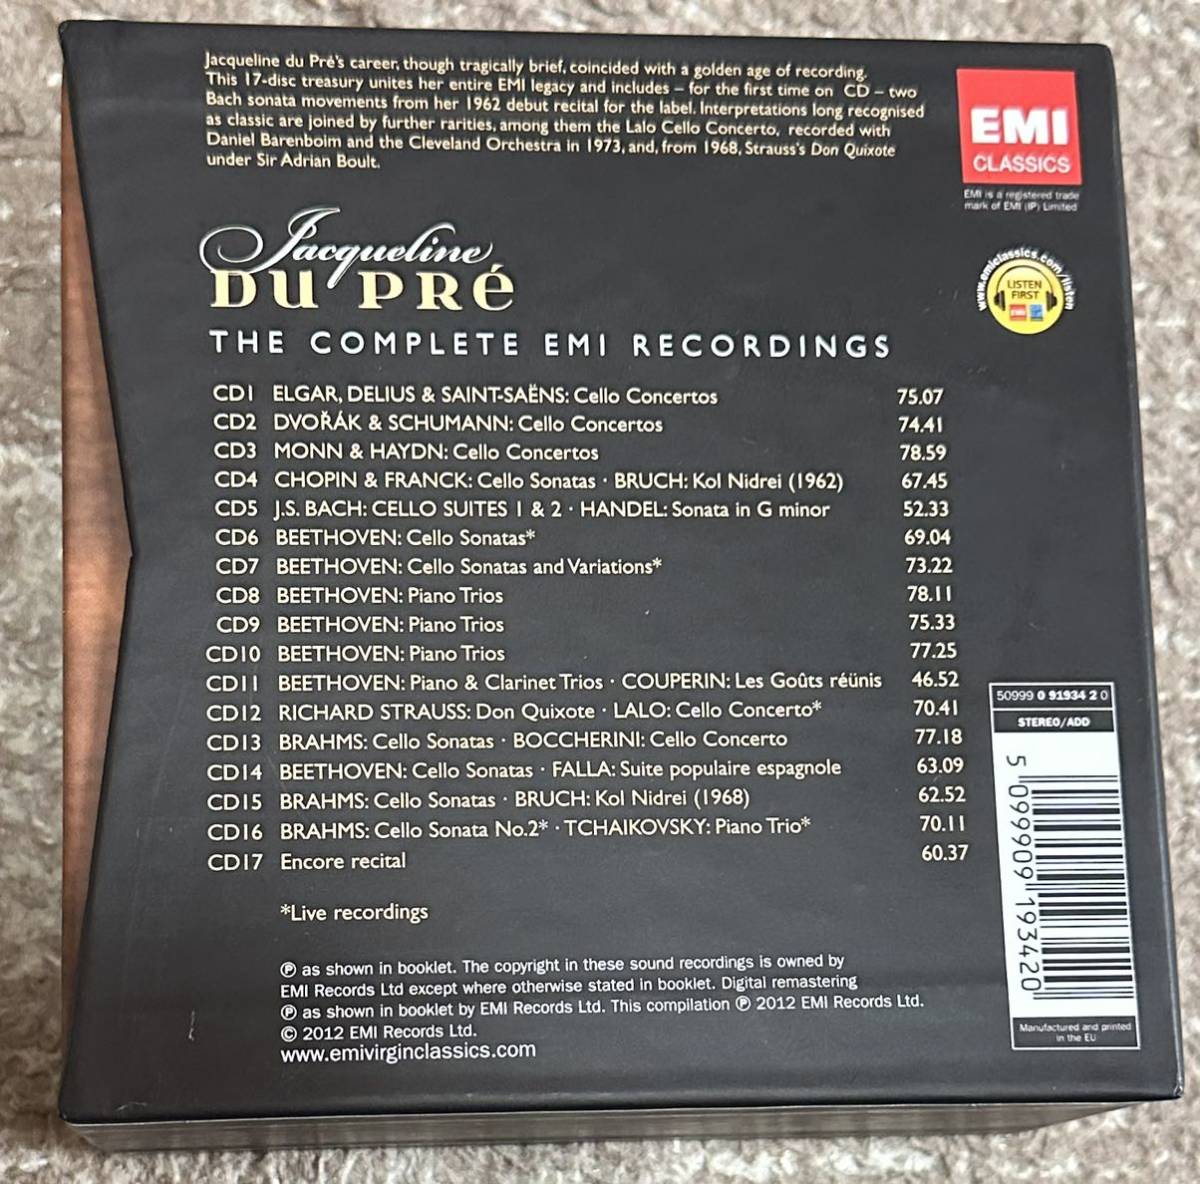 Jacqueline du Pré's career, though tragically brief, coincided with a golden age of recording.
This 17-disc treasury unites her entire EMI legacy and includes – for the first time on CD – two
Bach sonata movements from her 1962 debut recital for the label. Interpretations long recognised
as classic are joined by further rarities, among them the Lalo Cello Concerto, recorded with
Daniel Barenboim and the Cleveland Orchestra in 1973, and, from 1968, Strauss's Don Quixote
under Sir Adrian Boult.
EMI
CLASSICS
EMI is a registered trade
mark of EMI (IP) Limited
www.emiclassics.com/listen
LISTEN
FIRST
EMI
Jacqueline
DU PRÉ
THE COMPLETE EMI RECORDINGS
CD1 ELGAR, DELIUS & SAINT-SAËNS: Cello Concertos 75.07
CD2 DVOŘÁK & SCHUMANN: Cello Concertos 74.41
CD3 MONN & HAYDN: Cello Concertos 78.59
CD4 CHOPIN & FRANCK: Cello Sonatas · BRUCH: Kol Nidrei (1962) 67.45
CD5 J.S. BACH: CELLO SUITES 1 & 2 · HANDEL: Sonata in G minor 52.33
CD6 BEETHOVEN: Cello Sonatas* 69.04
CD7 BEETHOVEN: Cello Sonatas and Variations* 73.22
CD8 BEETHOVEN: Piano Trios 78.11
CD9 BEETHOVEN: Piano Trios 75.33
CD10 BEETHOVEN: Piano Trios 77.25
CD11 BEETHOVEN: Piano & Clarinet Trios · COUPERIN: Les Goûts réünis 46.52
CD12 RICHARD STRAUSS: Don Quixote · LALO: Cello Concerto* 70.41
CD13 BRAHMS: Cello Sonatas · BOCCHERINI: Cello Concerto 77.18
CD14 BEETHOVEN: Cello Sonatas · FALLA: Suite populaire espagnole 63.09
CD15 BRAHMS: Cello Sonatas · BRUCH: Kol Nidrei (1968) 62.52
CD16 BRAHMS: Cello Sonata No.2* · TCHAIKOVSKY: Piano Trio* 70.11
CD17 Encore recital 60.37
*Live recordings
℗ as shown in booklet. The copyright in these sound recordings is owned by
EMI Records Ltd except where otherwise stated in booklet. Digital remastering
℗ as shown in booklet by EMI Records Ltd. This compilation ℗ 2012 EMI Records Ltd.
© 2012 EMI Records Ltd.
www.emivirginclassics.com
50999 0 91934 2 0
STEREO/ADD
5 099909 193420
Manufactured and printed
in the EU